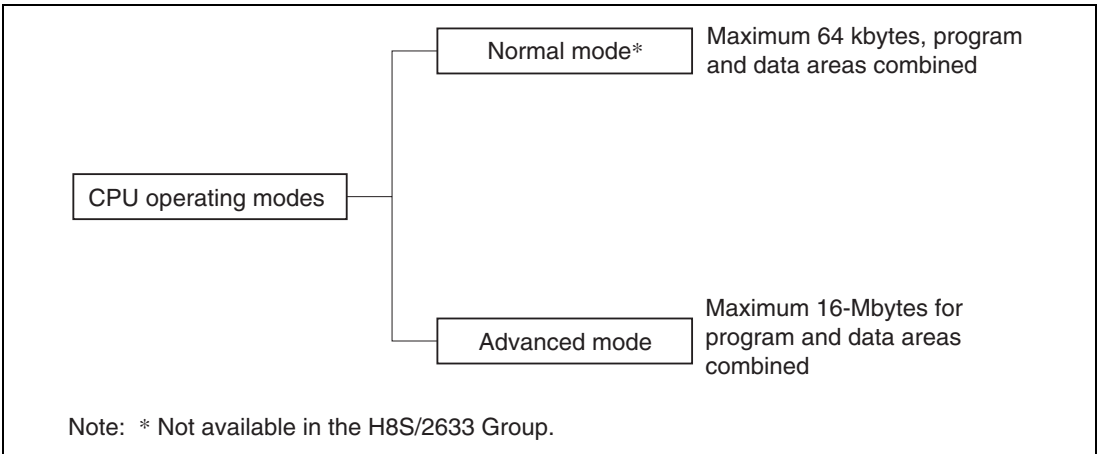 Normal mode*
Maximum 64 kbytes, program
and data areas combined
CPU operating modes
Advanced mode
Maximum 16-Mbytes for
program and data areas
combined
Note: * Not available in the H8S/2633 Group.